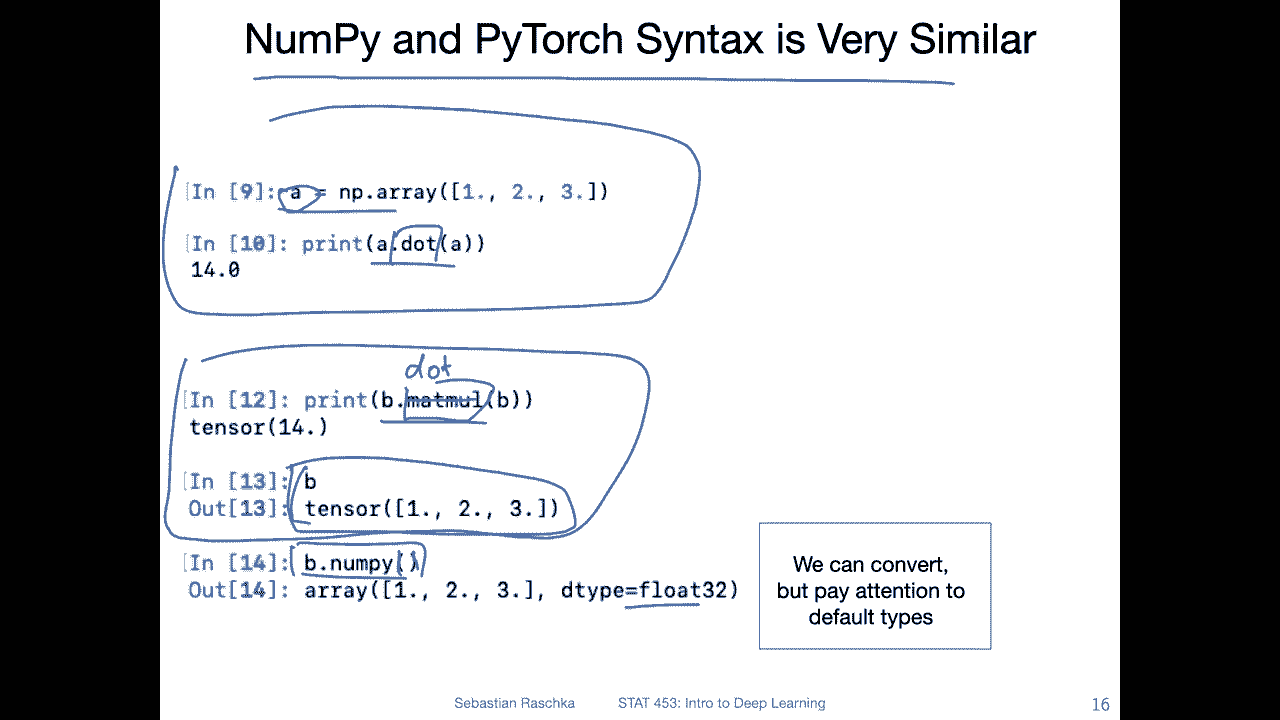 NumPy and PyTorch Syntax is Very Similar
[In [9]: a = np.array([1., 2., 3.])
[In [10]: print(a.dot(a))
14.0
dot
[In [12]: print(b.matmul(b))
tensor(14.)
[In [13]: b
Out[13]: tensor([1., 2., 3.])
[In [14]: b.numpy()
Out[14]: array([1., 2., 3.], dtype=float32)
We can convert,
but pay attention to
default types
Sebastian Raschka STAT 453: Intro to Deep Learning 16